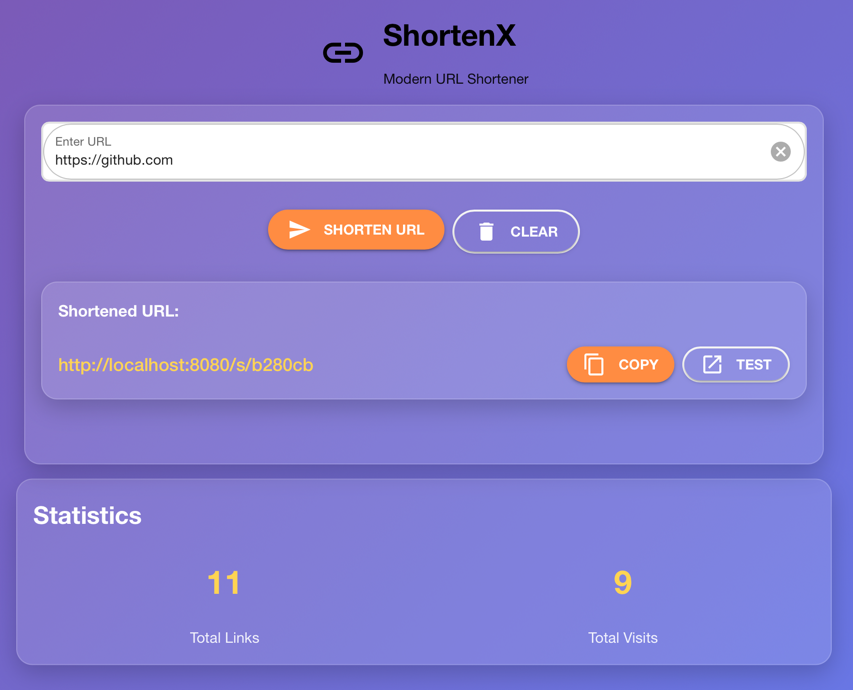 ShortenX
Modern URL Shortener
Enter URL
https://github.com
SHORTEN URL
CLEAR
Shortened URL:
http://localhost:8080/s/b280cb
COPY
TEST
Statistics
11
9
Total Links
Total Visits